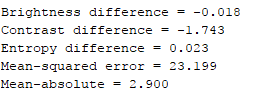 Brightness difference = -0.018
Contrast difference = -1.743
Entropy difference = 0.023
Mean-squared error = 23.199
Mean-absolute = 2.900